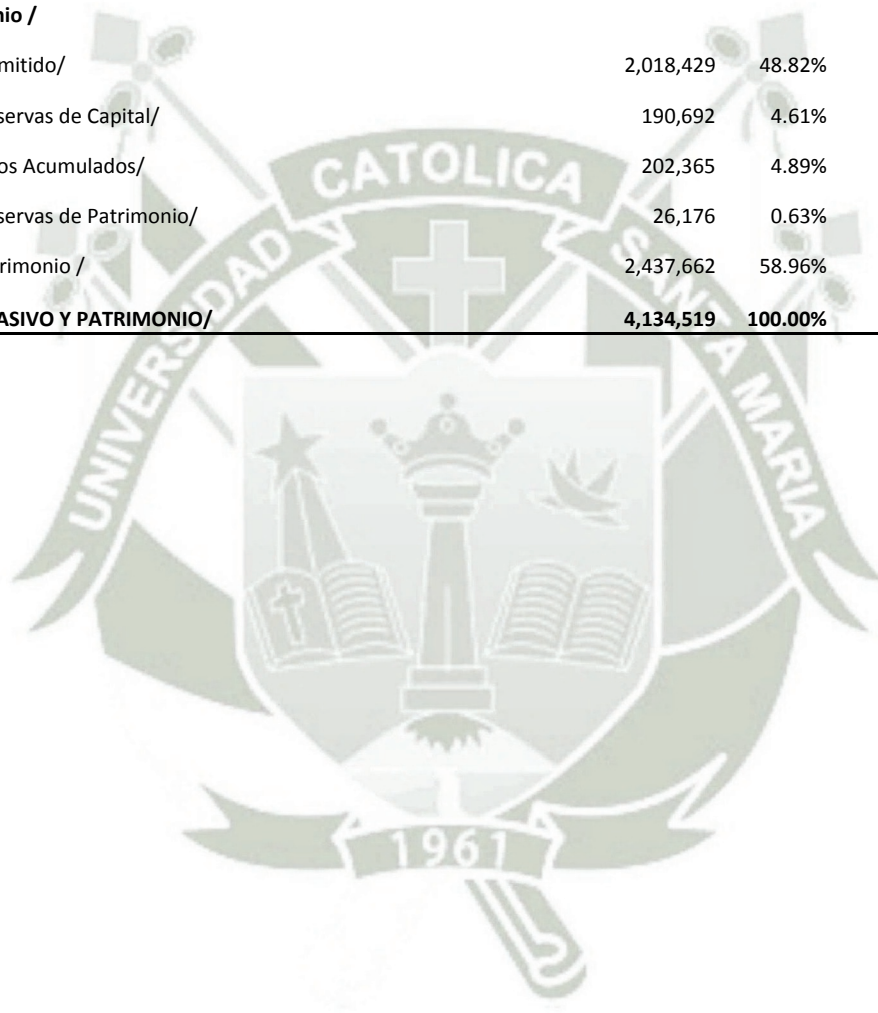 nio /
mitido/ 2,018,429 48.82%
servas de Capital/ 190,692 4.61%
os Acumulados/ 202,365 4.89%
servas de Patrimonio/ 26,176 0.63%
rimonio / 2,437,662 58.96%
ASIVO Y PATRIMONIO/ 4,134,519 100.00%
UNIVERSIDAD CATOLICA SANTA MARIA
1961